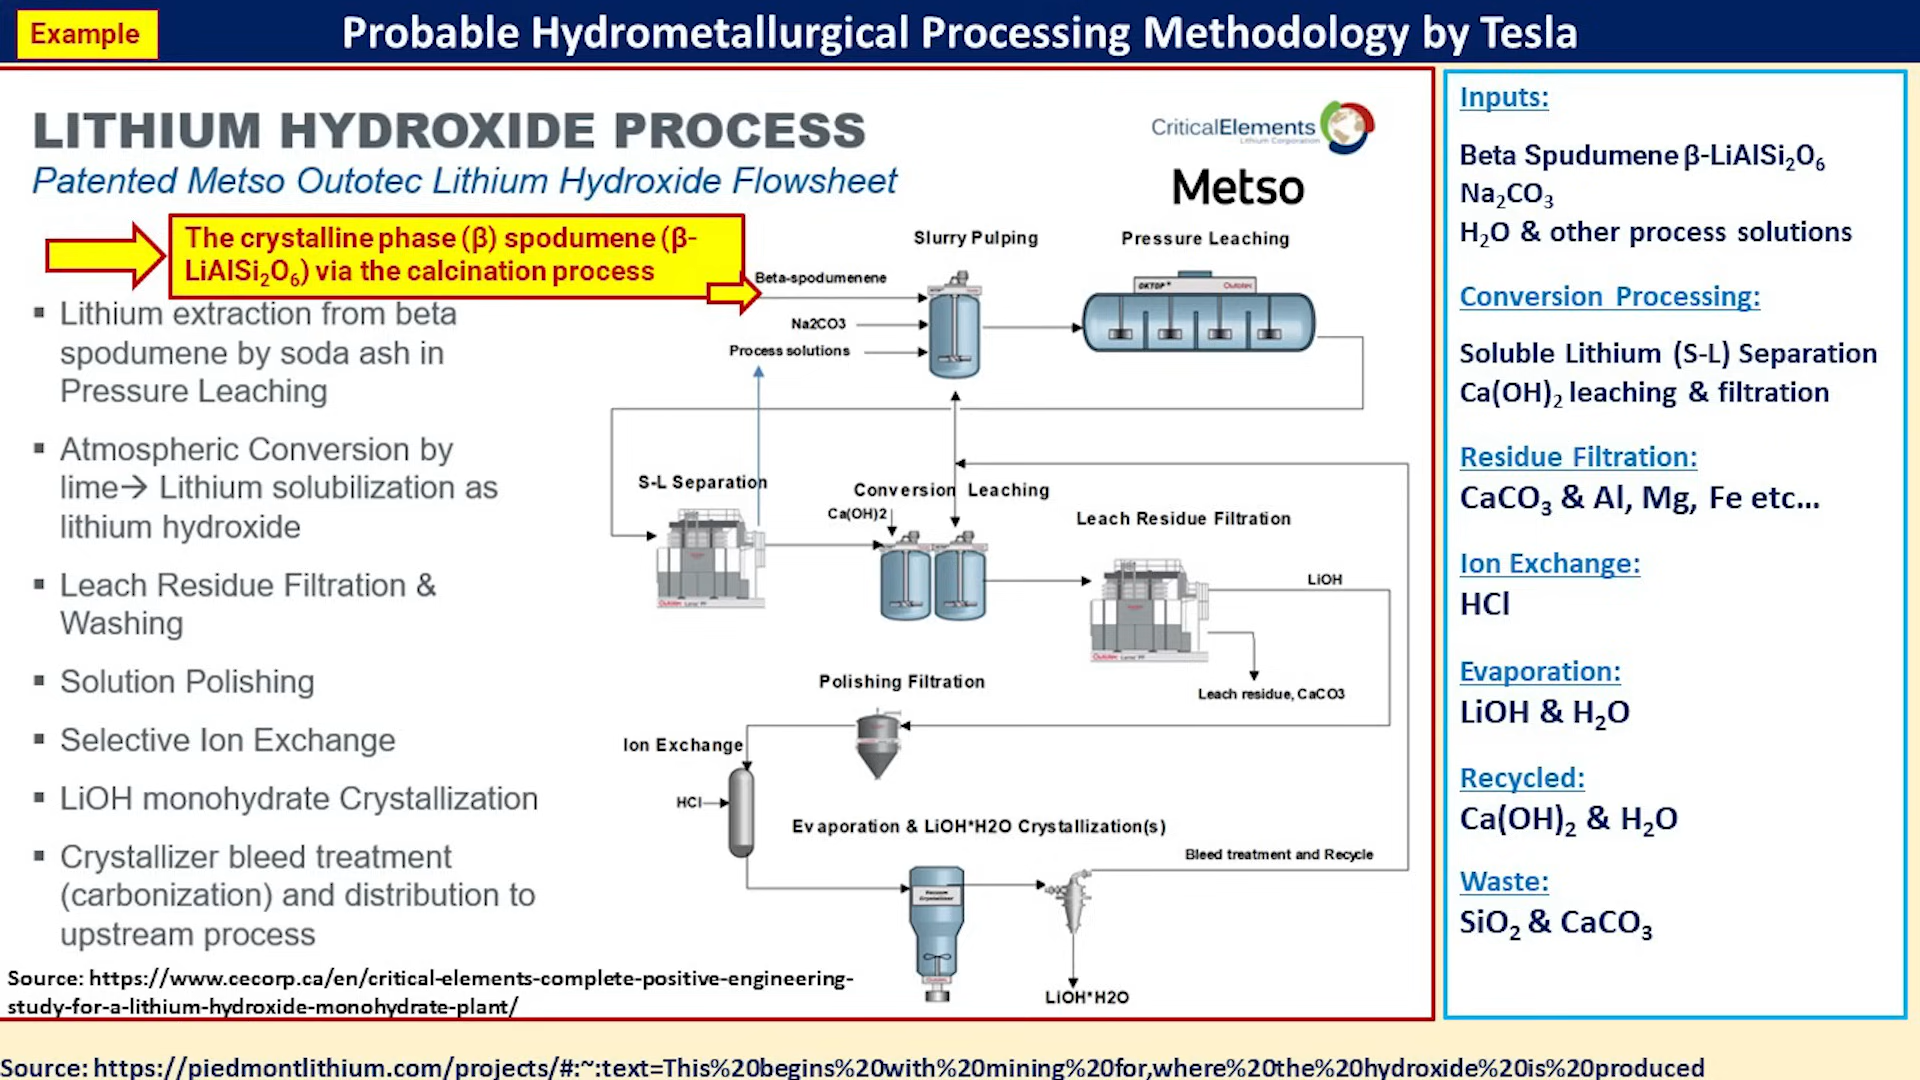 Example
Probable Hydrometallurgical Processing Methodology by Tesla
LITHIUM HYDROXIDE PROCESS
Patented Metso Outotec Lithium Hydroxide Flowsheet
CriticalElements
Lithium Corporation
Metso
The crystalline phase (β) spodumene (β-
LiAlSi₂O₆) via the calcination process
▪ Lithium extraction from beta
spodumene by soda ash in
Pressure Leaching
▪ Atmospheric Conversion by
lime→ Lithium solubilization as
lithium hydroxide
▪ Leach Residue Filtration &
Washing
▪ Solution Polishing
▪ Selective Ion Exchange
▪ LiOH monohydrate Crystallization
▪ Crystallizer bleed treatment
(carbonization) and distribution to
upstream process
Slurry Pulping
Pressure Leaching
Beta-spodumenene
Na2CO3
Process solutions
OKTOP®
Outotec
S-L Separation
Conversion Leaching
Ca(OH)2
Leach Residue Filtration
Outotec
Outotec
LiOH
Leach residue, CaCO3
Polishing Filtration
Ion Exchange
HCl
Evaporation & LiOH*H2O Crystallization(s)
Bleed treatment and Recycle
Vacuum
Crystallizer
LiOH*H2O
Source: https://www.cecorp.ca/en/critical-elements-complete-positive-engineering-
study-for-a-lithium-hydroxide-monohydrate-plant/
Inputs:
Beta Spudumene β-LiAlSi₂O₆
Na₂CO₃
H₂O & other process solutions
Conversion Processing:
Soluble Lithium (S-L) Separation
Ca(OH)₂ leaching & filtration
Residue Filtration:
CaCO₃ & Al, Mg, Fe etc...
Ion Exchange:
HCl
Evaporation:
LiOH & H₂O
Recycled:
Ca(OH)₂ & H₂O
Waste:
SiO₂ & CaCO₃
Source: https://piedmontlithium.com/projects/#:~:text=This%20begins%20with%20mining%20for,where%20the%20hydroxide%20is%20produced